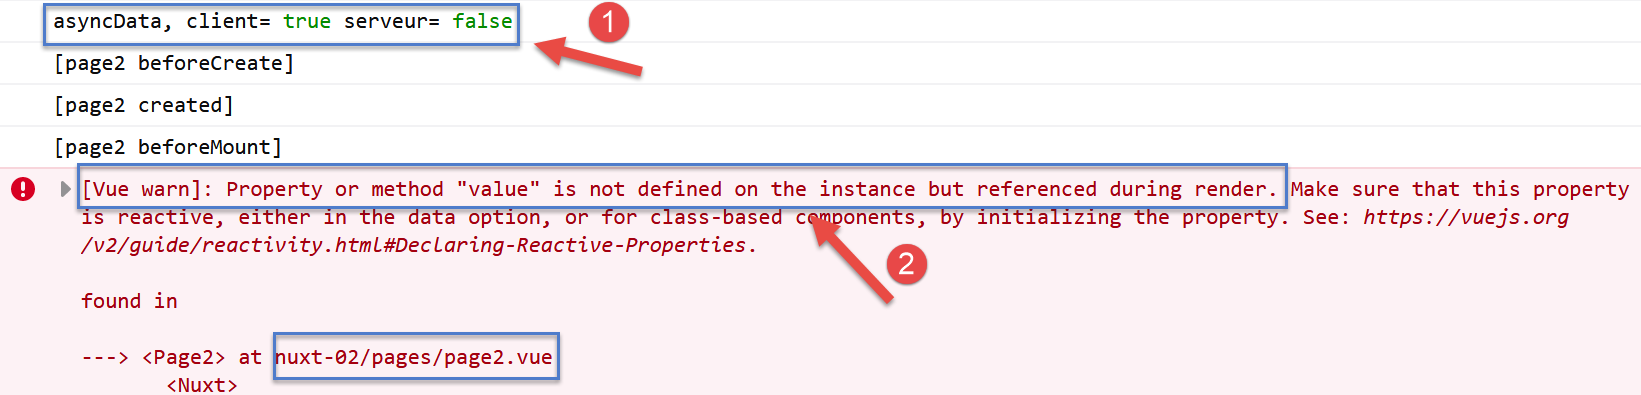 asyncData, client= true serveur= false
1
[page2 beforeCreate]
[page2 created]
[page2 beforeMount]
[Vue warn]: Property or method "value" is not defined on the instance but referenced during render. Make sure that this property
is reactive, either in the data option, or for class-based components, by initializing the property. See: https://vuejs.org
/v2/guide/reactivity.html#Declaring-Reactive-Properties.
2
found in
---> <Page2> at nuxt-02/pages/page2.vue
<Nuxt>